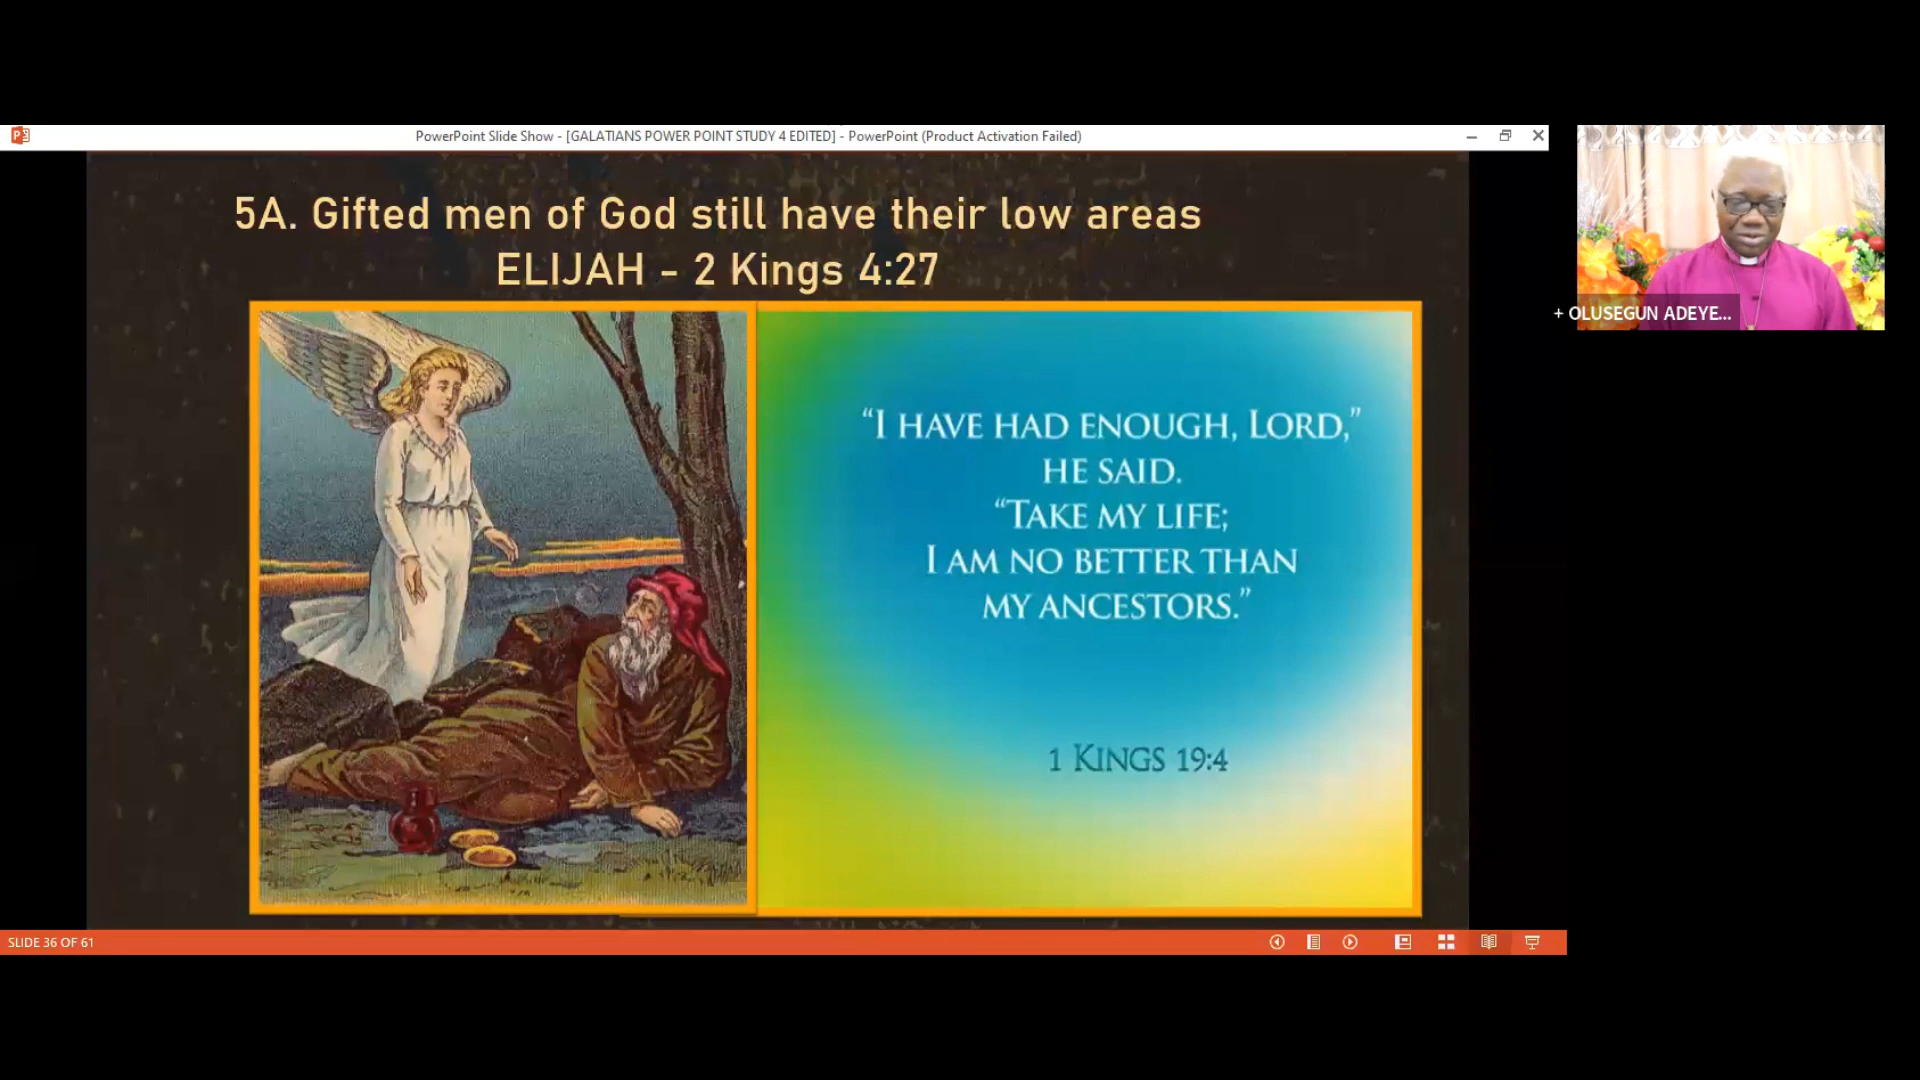 PowerPoint Slide Show - [GALATIANS POWER POINT STUDY 4 EDITED] - PowerPoint (Product Activation Failed)
5A. Gifted men of God still have their low areas
ELIJAH - 2 Kings 4:27
“I HAVE HAD ENOUGH, LORD,”
HE SAID.
“TAKE MY LIFE;
I AM NO BETTER THAN
MY ANCESTORS.”
1 KINGS 19:4
+ OLUSEGUN ADEYE...
SLIDE 36 OF 61